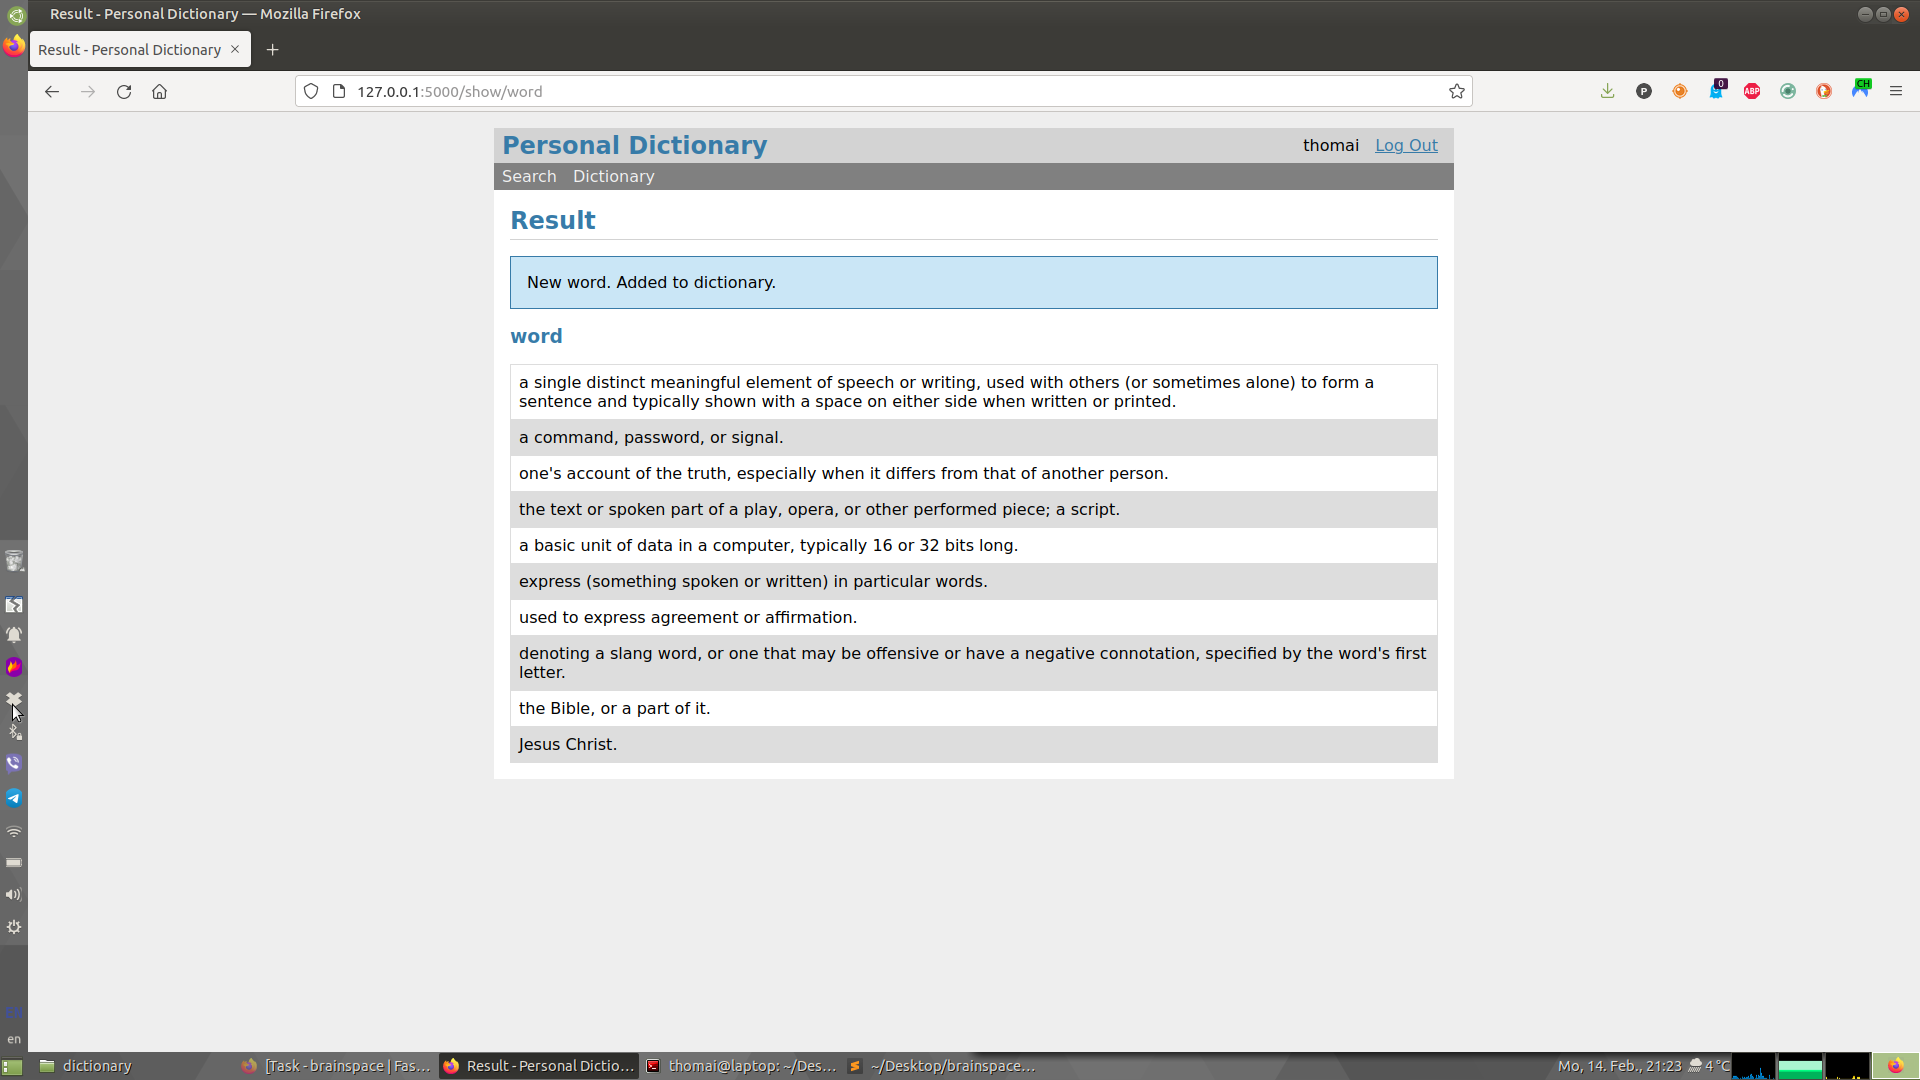 Result - Personal Dictionary — Mozilla Firefox
Result - Personal Dictionary
127.0.0.1:5000/show/word
P
0
ABP
CH
Personal Dictionary
thomai Log Out
Search Dictionary
Result
New word. Added to dictionary.
word
a single distinct meaningful element of speech or writing, used with others (or sometimes alone) to form a
sentence and typically shown with a space on either side when written or printed.
a command, password, or signal.
one's account of the truth, especially when it differs from that of another person.
the text or spoken part of a play, opera, or other performed piece; a script.
a basic unit of data in a computer, typically 16 or 32 bits long.
express (something spoken or written) in particular words.
used to express agreement or affirmation.
denoting a slang word, or one that may be offensive or have a negative connotation, specified by the word's first
letter.
the Bible, or a part of it.
Jesus Christ.
en
dictionary
[Task - brainspace | Fas...
Result - Personal Dictio...
thomai@laptop: ~/Des...
~/Desktop/brainspace...
Mo, 14. Feb., 21:23 4 °C